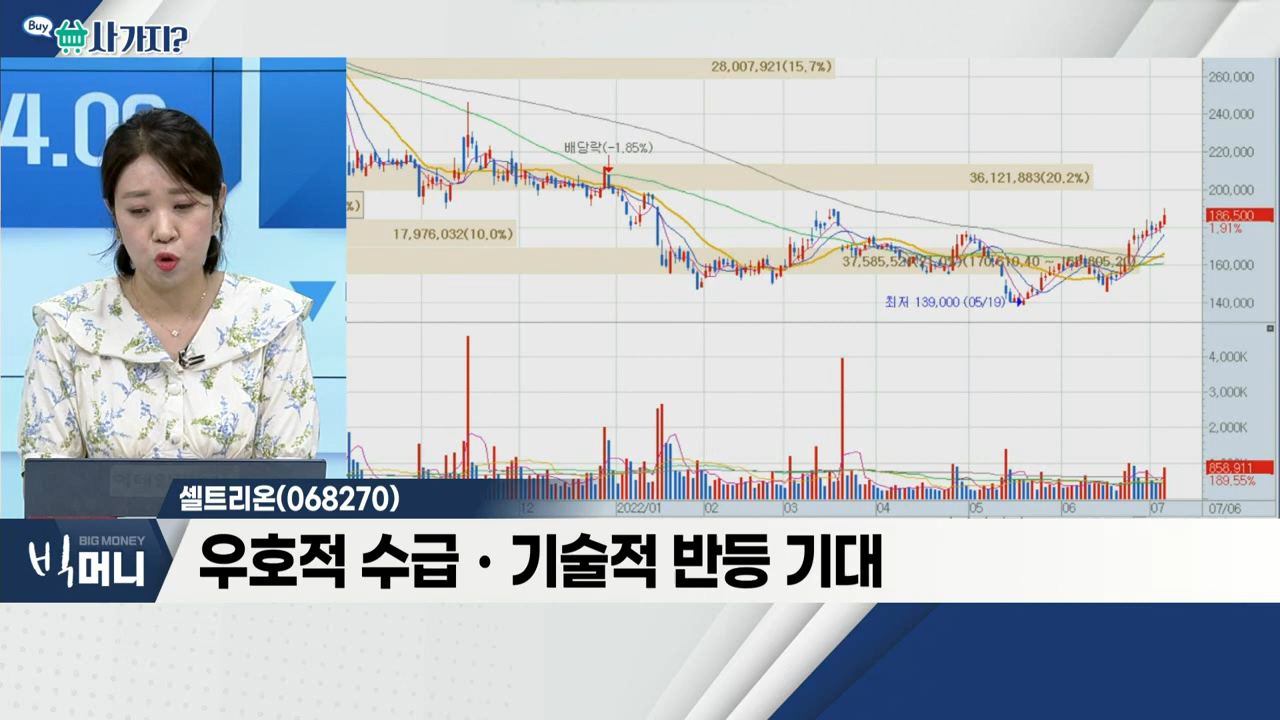 Buy
사가지?
4.0
28,007,921(15.7%)
배당락(-1.85%)
36,121,883(20.2%)
%)
17,976,032(10.0%)
최저 139,000 (05/19)
260,000
240,000
220,000
200,000
186,500
1.91%
160,000
140,000
4,000K
3,000K
2,000K
858,911
189.55%
12
2022/01
02
03
04
05
06
07
07/06
셀트리온(068270)
BIG MONEY
빅머니
우호적 수급 · 기술적 반등 기대